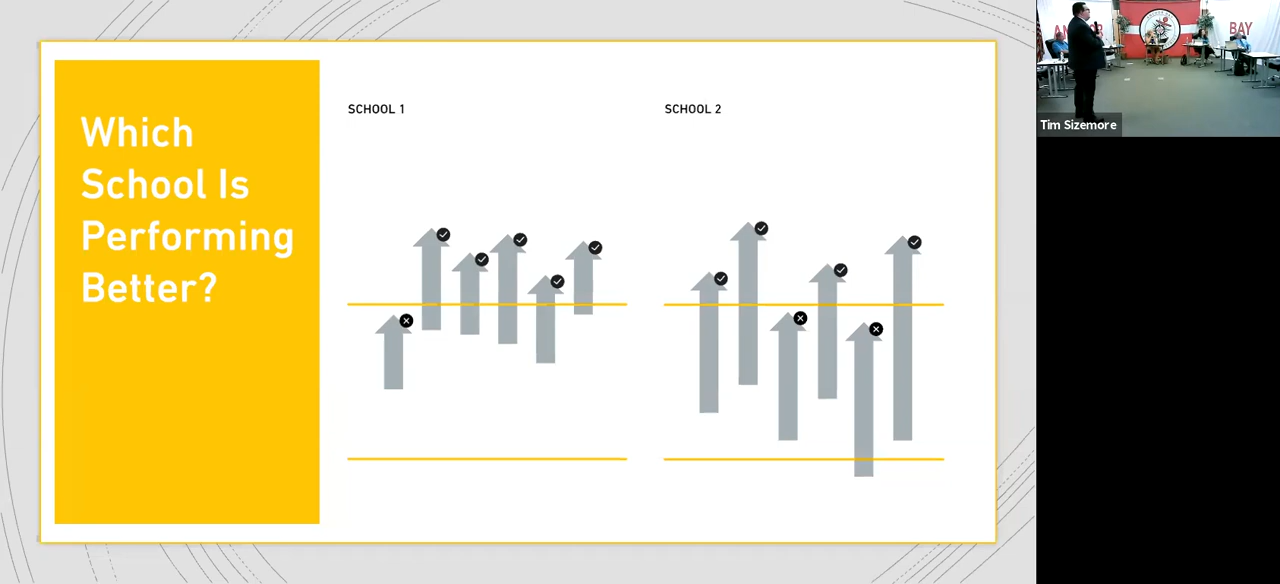 Which
School Is
Performing
Better?
SCHOOL 1
SCHOOL 2
BAY
Tim Sizemore